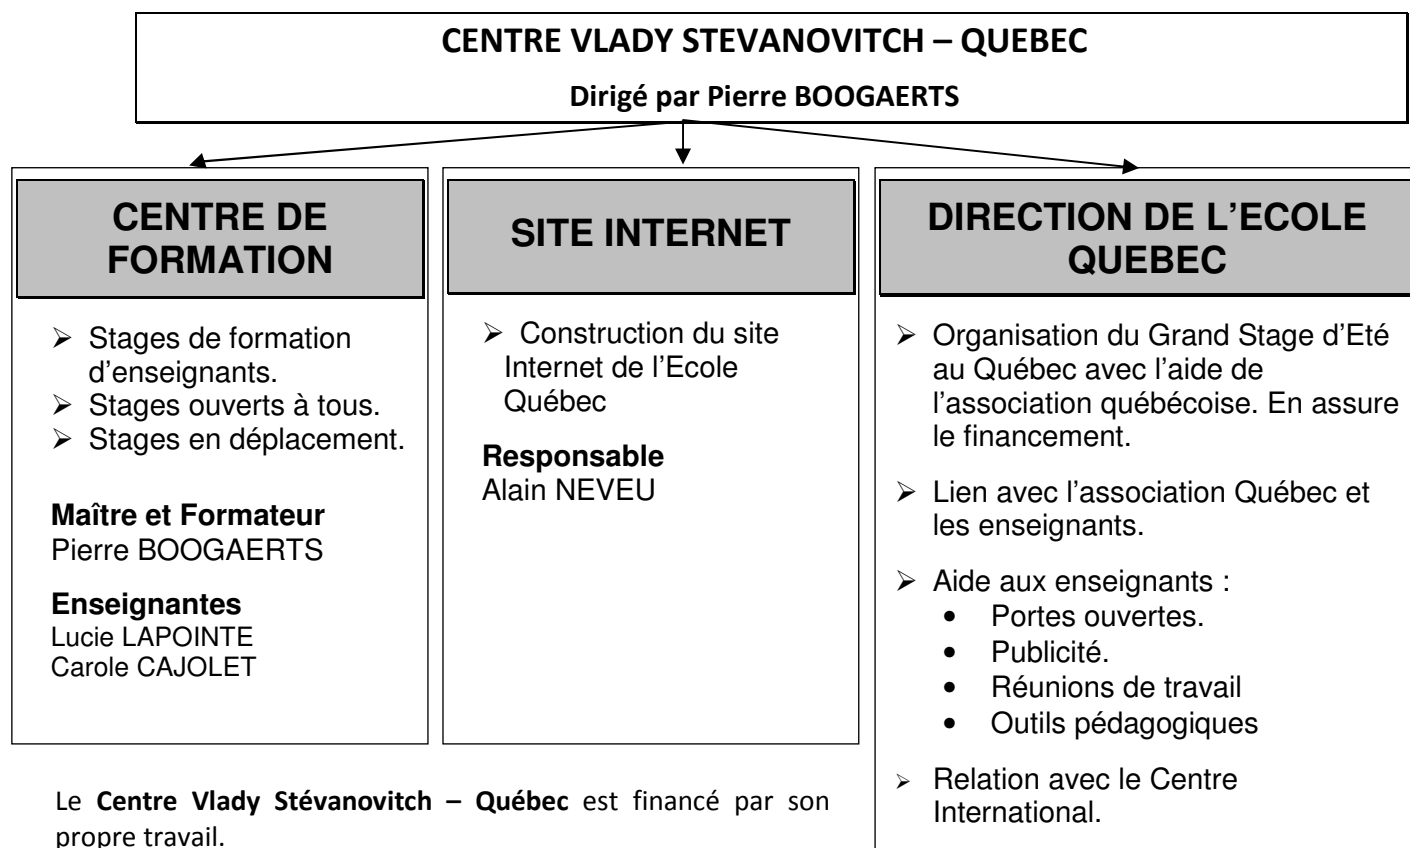 CENTRE VLADY STEVANOVITCH – QUEBEC
Dirigé par Pierre BOOGAERTS
CENTRE DE
FORMATION
➢ Stages de formation
d’enseignants.
➢ Stages ouverts à tous.
➢ Stages en déplacement.
Maître et Formateur
Pierre BOOGAERTS
Enseignantes
Lucie LAPOINTE
Carole CAJOLET
SITE INTERNET
➢ Construction du site
Internet de l’Ecole
Québec
Responsable
Alain NEVEU
DIRECTION DE L’ECOLE
QUEBEC
➢ Organisation du Grand Stage d’Eté
au Québec avec l’aide de
l’association québécoise. En assure
le financement.
➢ Lien avec l’association Québec et
les enseignants.
➢ Aide aux enseignants :
• Portes ouvertes.
• Publicité.
• Réunions de travail
• Outils pédagogiques
➢ Relation avec le Centre
International.
Le Centre Vlady Stévanovitch – Québec est financé par son
propre travail.